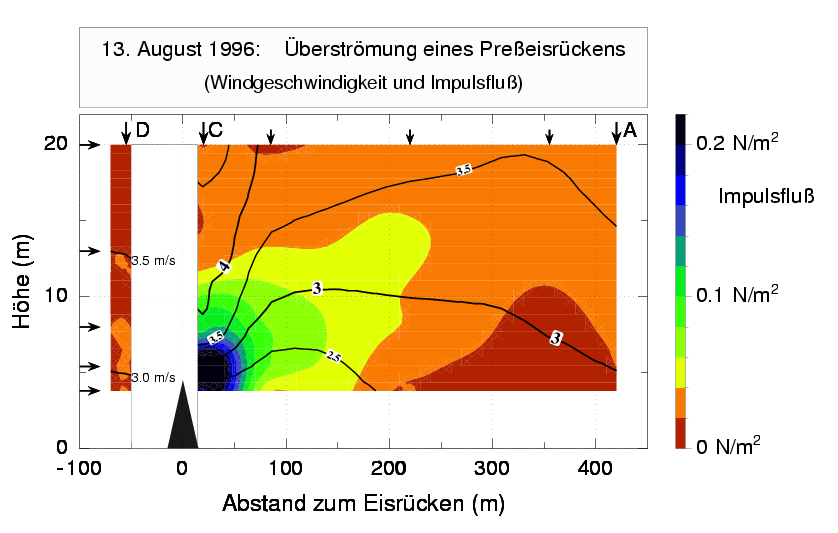 13. August 1996: Überströmung eines Preßeisrückens
(Windgeschwindigkeit und Impulsfluß)
D C A
20 10 0
Höhe (m)
3.5 m/s
3.0 m/s
4
3.5
3
2.5
3.5
3
-100 0 100 200 300 400
Abstand zum Eisrücken (m)
0.2 N/m²
Impulsfluß
0.1 N/m²
0 N/m²